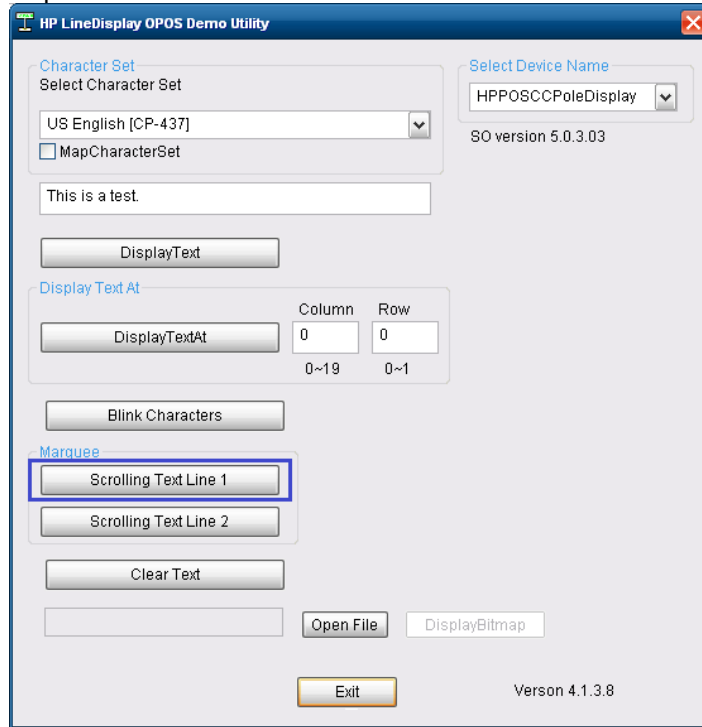 HP LineDisplay OPOS Demo Utility
Character Set
Select Character Set
US English [CP-437]
MapCharacterSet
Select Device Name
HPPOSCCPoleDisplay
SO version 5.0.3.03
This is a test.
DisplayText
Display Text At
Column Row
DisplayTextAt 0 0
0~19 0~1
Blink Characters
Marquee
Scrolling Text Line 1
Scrolling Text Line 2
Clear Text
Open File DisplayBitmap
Exit Verson 4.1.3.8